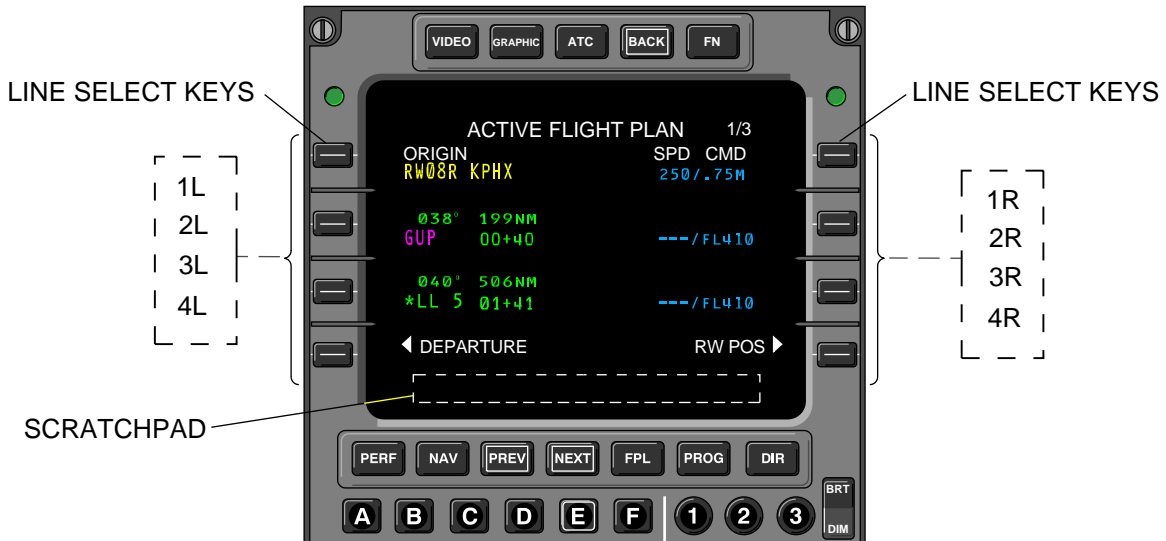 VIDEO GRAPHIC ATC BACK FN
LINE SELECT KEYS
LINE SELECT KEYS
ACTIVE FLIGHT PLAN 1/3
ORIGIN SPD CMD
RW08R KPHX 250/.75M
038° 199NM
GUP 00+40 ---/FL410
040° 506NM
*LL 5 01+41 ---/FL410
DEPARTURE RW POS
1L
2L
3L
4L
1R
2R
3R
4R
SCRATCHPAD
PERF NAV PREV NEXT FPL PROG DIR
A B C D E F 1 2 3
BRT
DIM